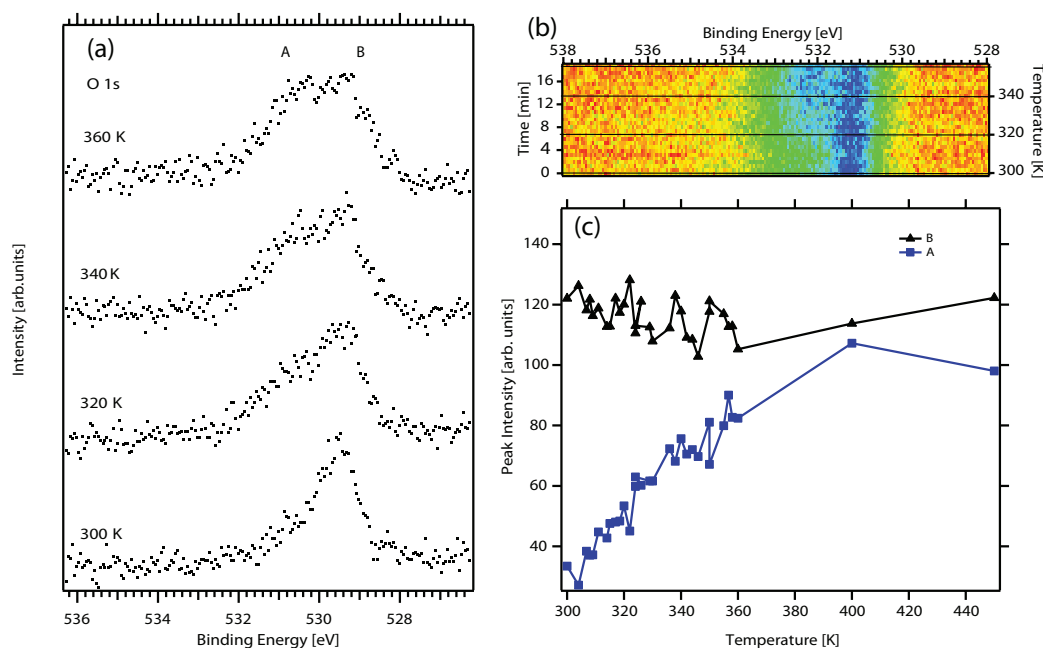 (a)
A
B
O 1s
360 K
340 K
320 K
300 K
Intensity [arb.units]
536
534
532
530
528
Binding Energy [eV]
(b)
Binding Energy [eV]
538
536
534
532
530
528
Time [min]
16
12
8
4
0
340
320
300
Temperature [K]
(c)
B
A
Peak Intensity [arb. units]
140
120
100
80
60
40
300
320
340
360
380
400
420
440
Temperature [K]